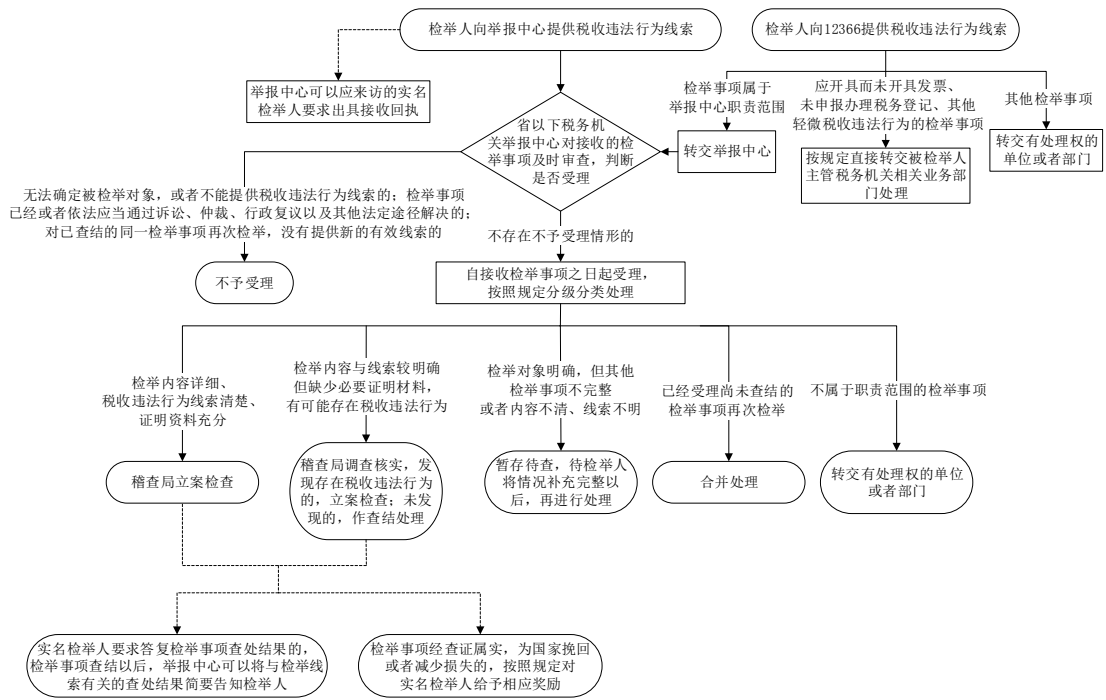 检举人向举报中心提供税收违法行为线索
检举人向12366提供税收违法行为线索
举报中心可以应来访的实名
检举人要求出具接收回执
检举事项属于
举报中心职责范围
应开具而未开具发票、
未申报办理税务登记、其他
轻微税收违法行为的检举事项
其他检举事项
省以下税务机
关举报中心对接收的检
举事项及时审查，判断
是否受理
转交举报中心
按规定直接转交被检举人
主管税务机关相关业务部
门处理
转交有处理权的
单位或者部门
无法确定被检举对象，或者不能提供税收违法行为线索的；检举事项
已经或者依法应当通过诉讼、仲裁、行政复议以及其他法定途径解决的；
对已查结的同一检举事项再次检举，没有提供新的有效线索的
不予受理
不存在不予受理情形的
自接收检举事项之日起受理，
按照规定分级分类处理
检举内容详细、
税收违法行为线索清楚、
证明资料充分
检举内容与线索较明确
但缺少必要证明材料，
有可能存在税收违法行为
检举对象明确，但其他
检举事项不完整
或者内容不清、线索不明
已经受理尚未查结的
检举事项再次检举
不属于职责范围的检举事项
稽查局立案检查
稽查局调查核实，发
现存在税收违法行为
的，立案检查；未发
现的，作查结处理
暂存待查，待检举人
将情况补充完整以
后，再进行处理
合并处理
转交有处理权的单位
或者部门
实名检举人要求答复检举事项查处结果的，
检举事项查结以后，举报中心可以将与检举线
索有关的查处结果简要告知检举人
检举事项经查证属实，为国家挽回
或者减少损失的，按照规定对
实名检举人给予相应奖励